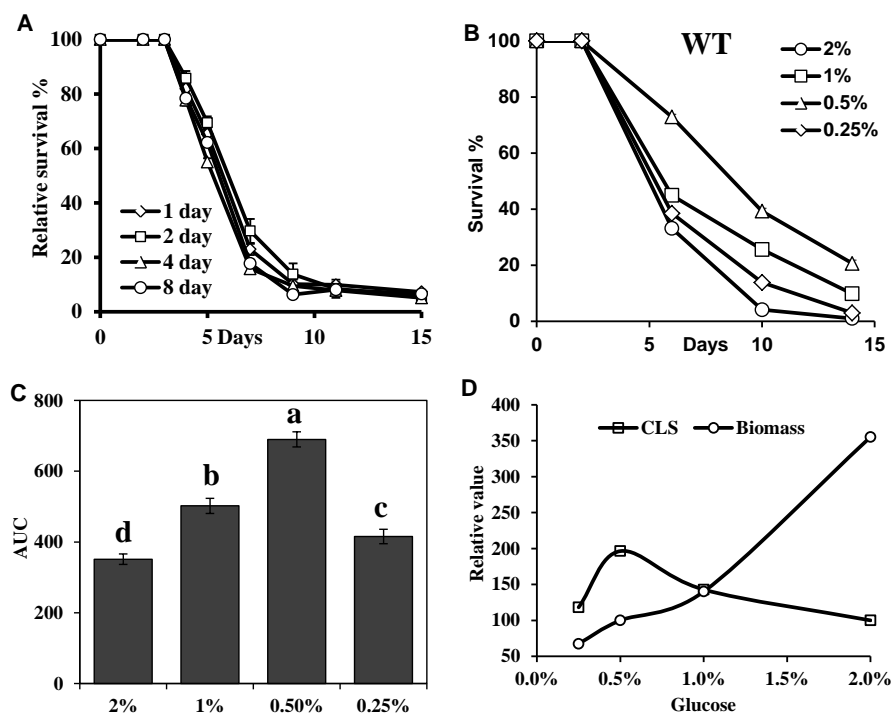 A
Relative survival %
100
80
60
40
20
0
1 day
2 day
4 day
8 day
0
5
10
15
Days
B
WT
Survival %
100
80
60
40
20
0
2%
1%
0.5%
0.25%
0
5
10
15
Days
C
AUC
800
600
400
200
0
d
b
a
c
2%
1%
0.50%
0.25%
D
Relative value
400
350
300
250
200
150
100
50
CLS
Biomass
0.0%
0.5%
1.0%
1.5%
2.0%
Glucose